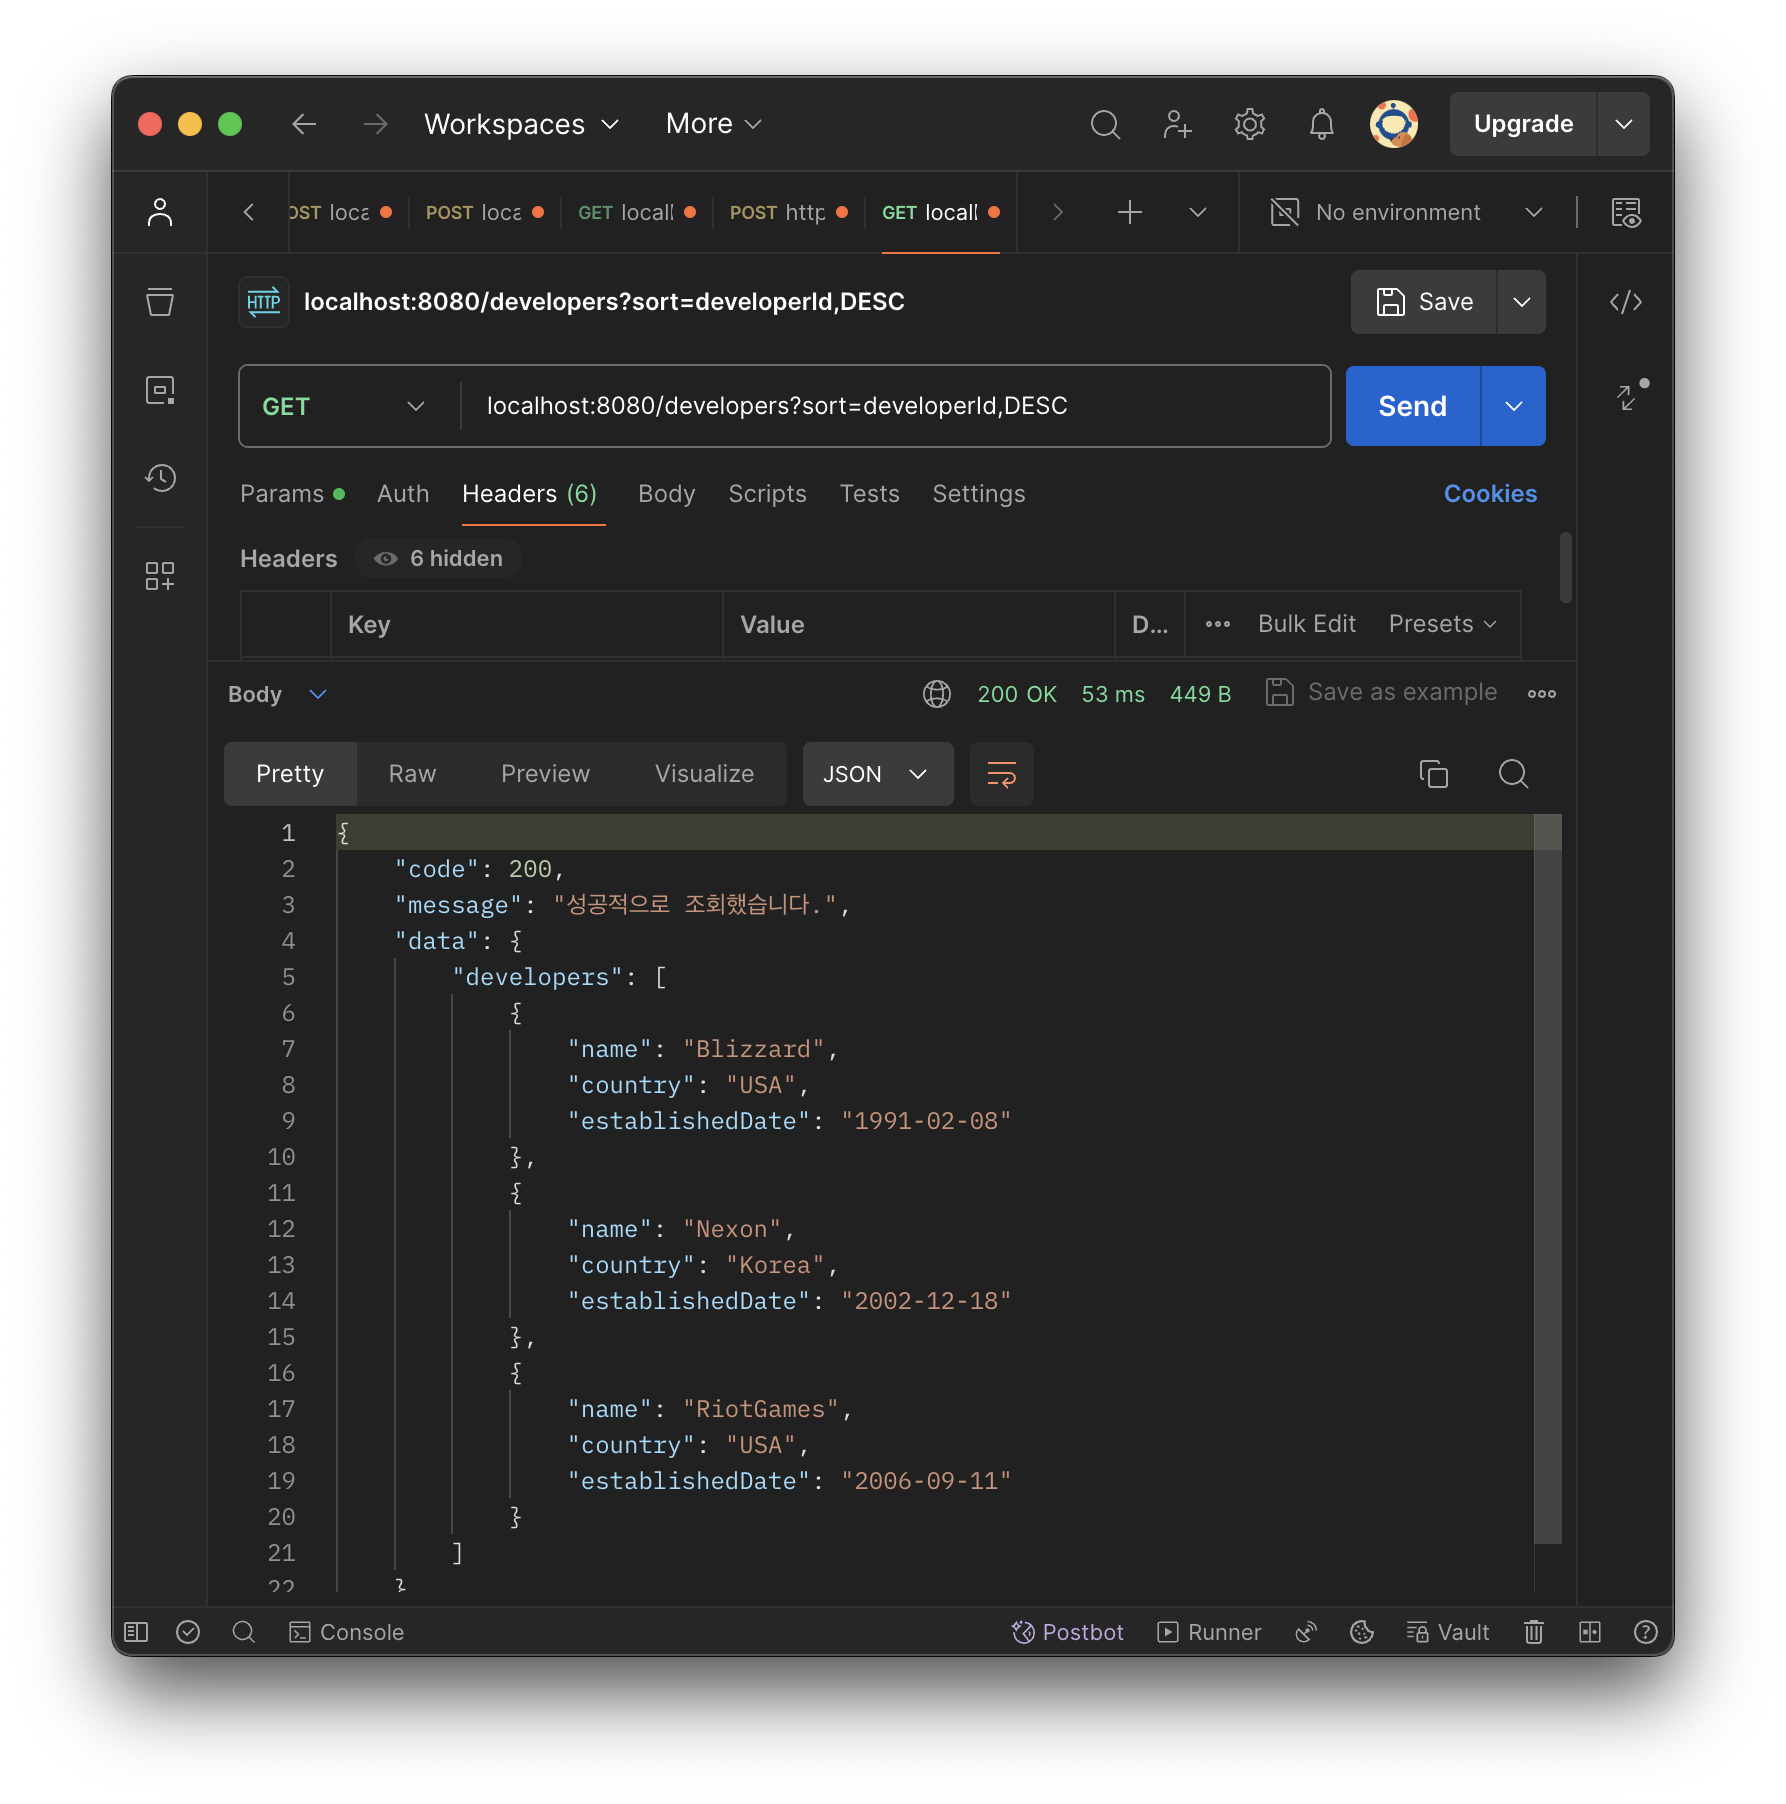 Workspaces More Upgrade
OST loca POST loca GET local POST http GET local No environment
HTTP localhost:8080/developers?sort=developerId,DESC Save
GET localhost:8080/developers?sort=developerId,DESC Send
Params Auth Headers (6) Body Scripts Tests Settings Cookies
Headers 6 hidden
Key Value D... Bulk Edit Presets
Body 200 OK 53 ms 449 B Save as example
Pretty Raw Preview Visualize JSON
1 {
2 "code": 200,
3 "message": "성공적으로 조회했습니다.",
4 "data": {
5 "developers": [
6 {
7 "name": "Blizzard",
8 "country": "USA",
9 "establishedDate": "1991-02-08"
10 },
11 {
12 "name": "Nexon",
13 "country": "Korea",
14 "establishedDate": "2002-12-18"
15 },
16 {
17 "name": "RiotGames",
18 "country": "USA",
19 "establishedDate": "2006-09-11"
20 }
21 ]
22 }
Console Postbot Runner Vault